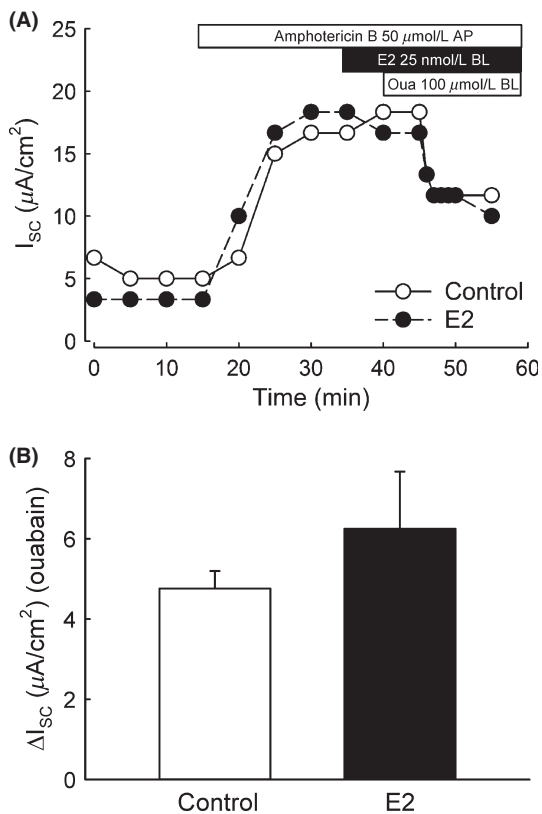 (A)
Amphotericin B 50 μmol/L AP
E2 25 nmol/L BL
Oua 100 μmol/L BL
25
20
15
10
5
0
I_SC (μA/cm²)
Control
E2
0 10 20 30 40 50 60
Time (min)
(B)
8
6
4
2
0
ΔI_SC (μA/cm²) (ouabain)
Control E2